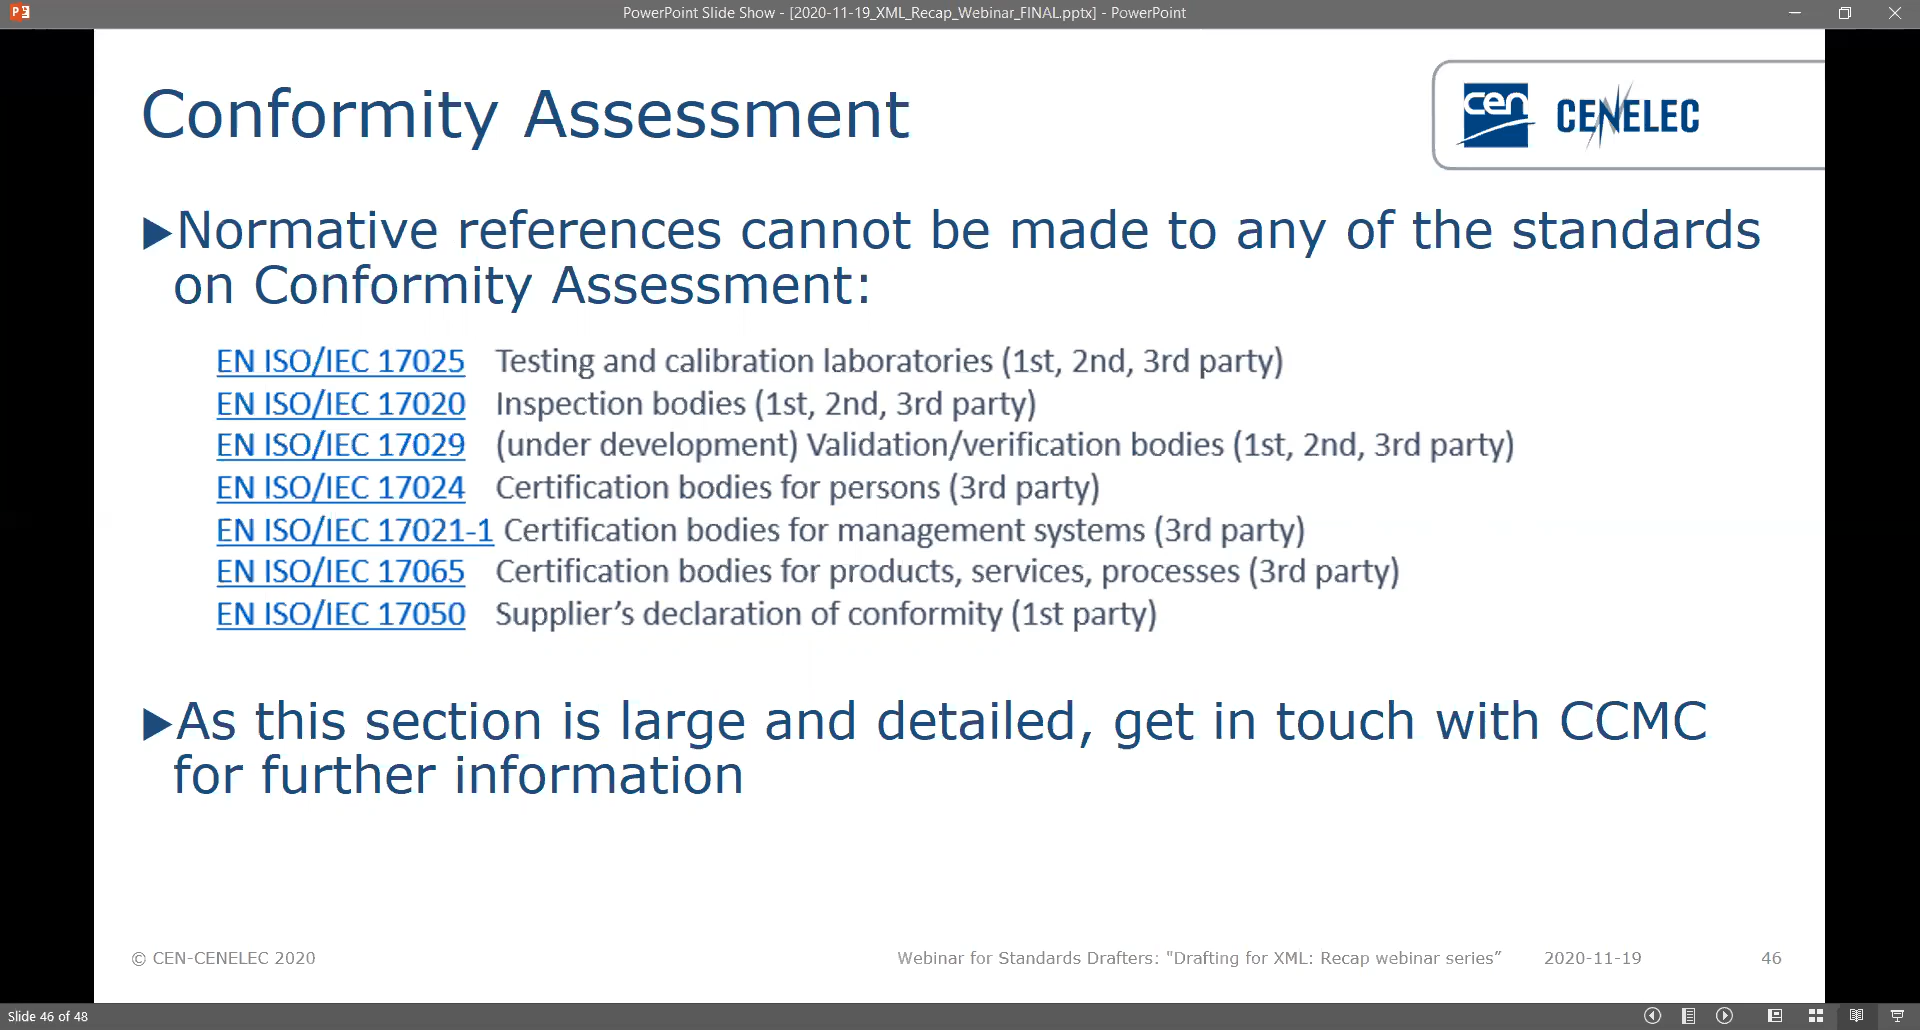 PowerPoint Slide Show - [2020-11-19_XML_Recap_Webinar_FINAL.pptx] - PowerPoint
Conformity Assessment
cen
CENELEC
▶Normative references cannot be made to any of the standards
on Conformity Assessment:
EN ISO/IEC 17025 Testing and calibration laboratories (1st, 2nd, 3rd party)
EN ISO/IEC 17020 Inspection bodies (1st, 2nd, 3rd party)
EN ISO/IEC 17029 (under development) Validation/verification bodies (1st, 2nd, 3rd party)
EN ISO/IEC 17024 Certification bodies for persons (3rd party)
EN ISO/IEC 17021-1 Certification bodies for management systems (3rd party)
EN ISO/IEC 17065 Certification bodies for products, services, processes (3rd party)
EN ISO/IEC 17050 Supplier’s declaration of conformity (1st party)
▶As this section is large and detailed, get in touch with CCMC
for further information
© CEN-CENELEC 2020
Webinar for Standards Drafters: "Drafting for XML: Recap webinar series” 2020-11-19 46
Slide 46 of 48